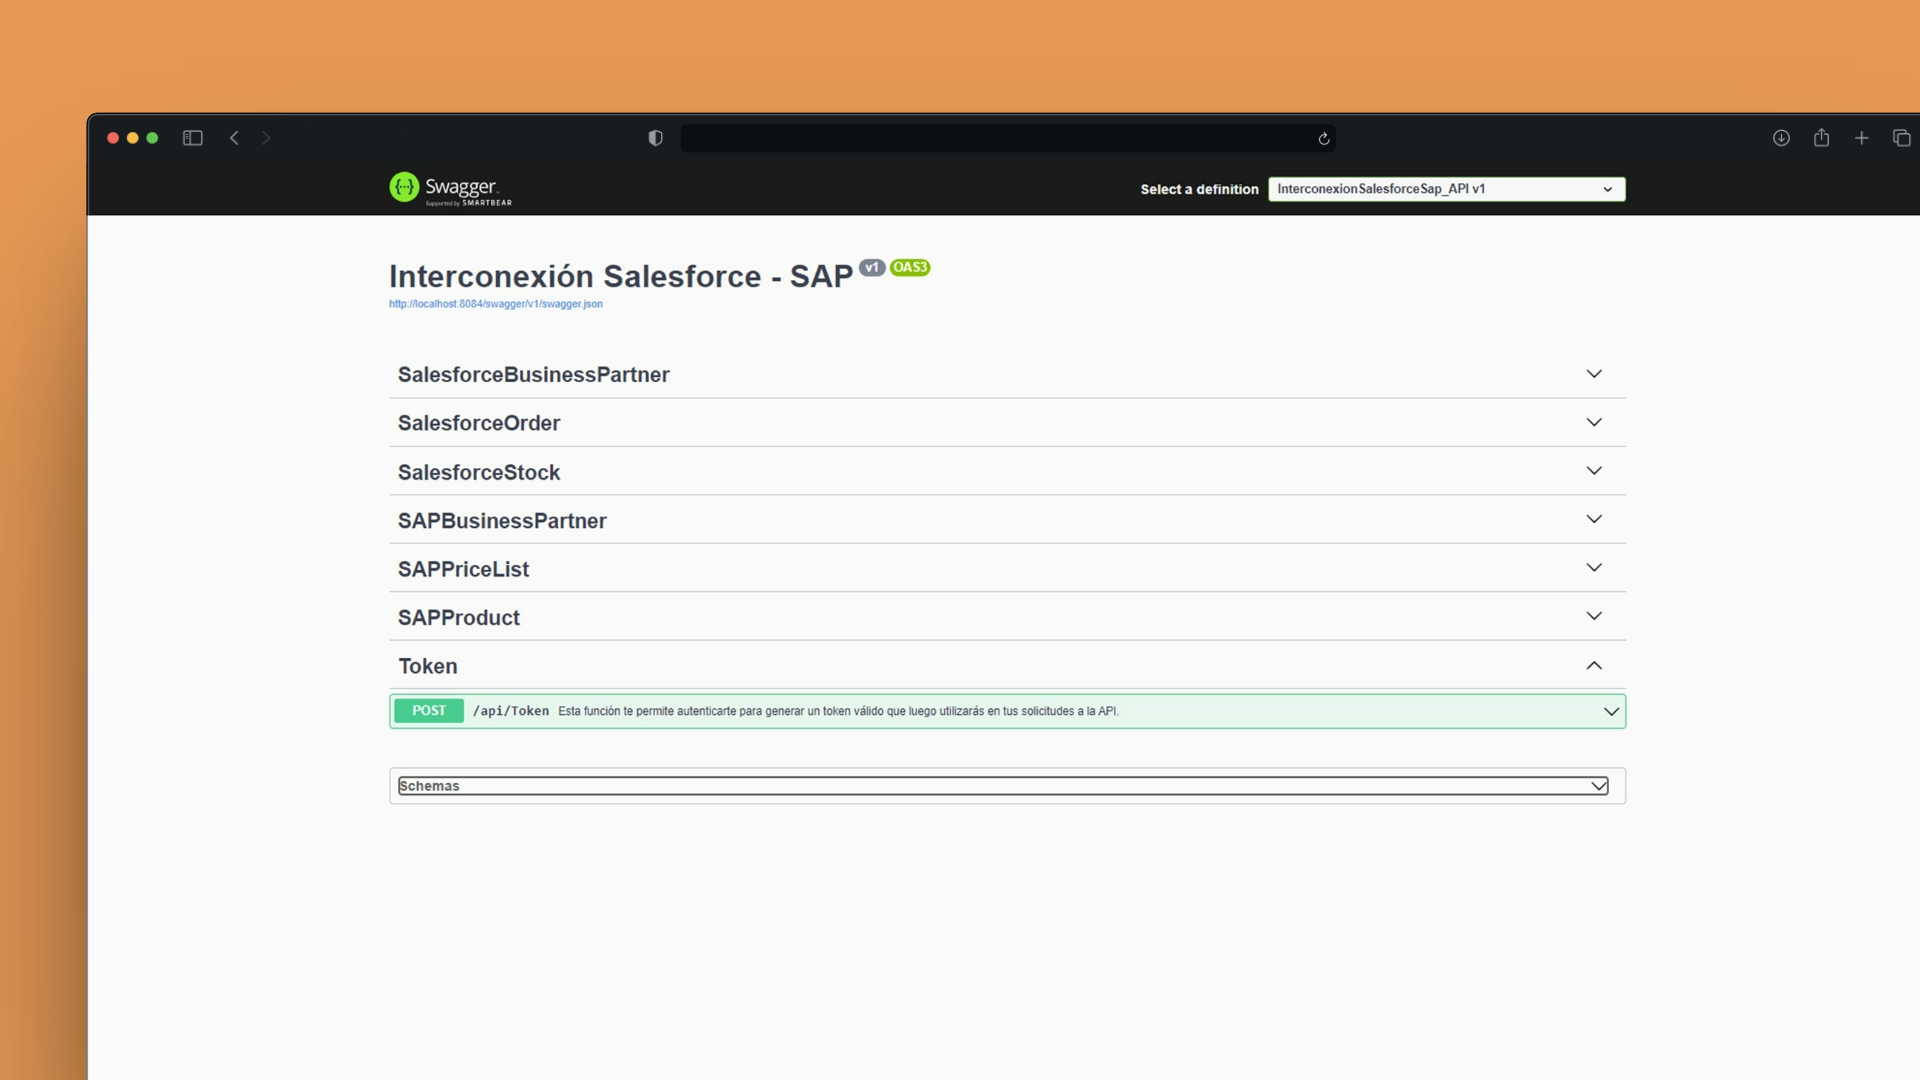 Swagger
Supported by SMARTBEAR
Select a definition
InterconexionSalesforceSap_API v1
Interconexión Salesforce - SAP v1 OAS3
http://localhost:8084/swagger/v1/swagger.json
SalesforceBusinessPartner
SalesforceOrder
SalesforceStock
SAPBusinessPartner
SAPPriceList
SAPProduct
Token
POST /api/Token Esta función te permite autenticarte para generar un token válido que luego utilizarás en tus solicitudes a la API.
Schemas